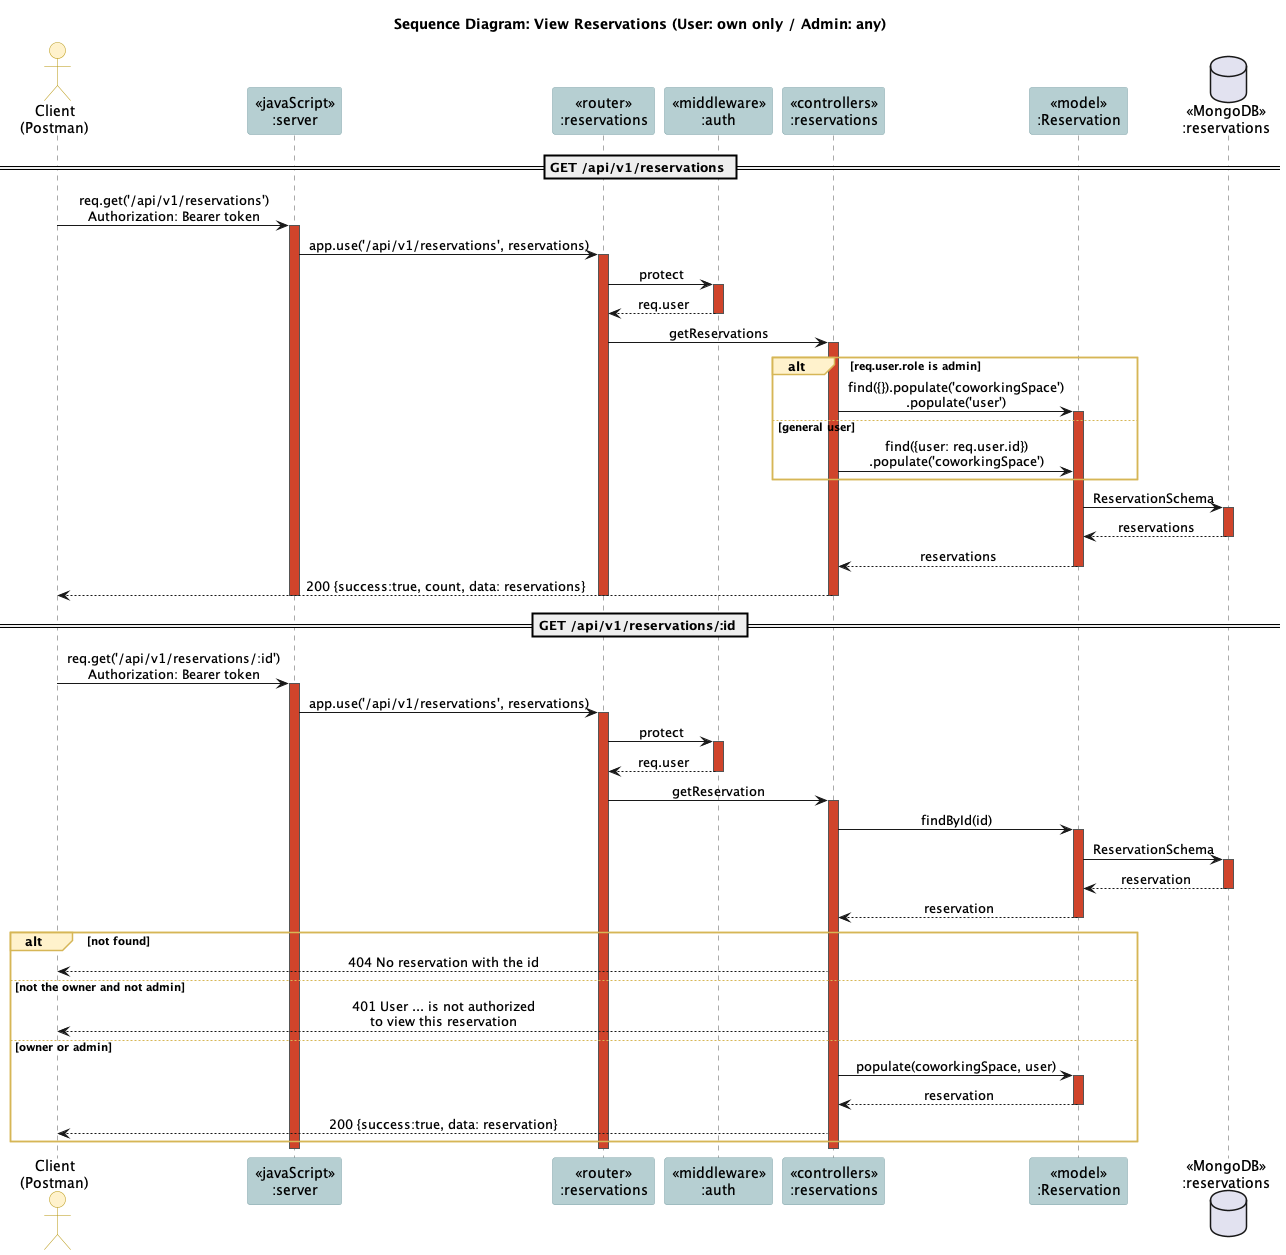 Sequence Diagram: View Reservations (User: own only / Admin: any)
Client
(Postman)
«javaScript»
:server
«router»
:reservations
«middleware»
:auth
«controllers»
:reservations
«model»
:Reservation
«MongoDB»
:reservations
GET /api/v1/reservations
req.get('/api/v1/reservations')
Authorization: Bearer token
app.use('/api/v1/reservations', reservations)
protect
req.user
getReservations
alt
[req.user.role is admin]
find({}).populate('coworkingSpace')
.populate('user')
[general user]
find({user: req.user.id})
.populate('coworkingSpace')
ReservationSchema
reservations
reservations
200 {success:true, count, data: reservations}
GET /api/v1/reservations/:id
req.get('/api/v1/reservations/:id')
Authorization: Bearer token
app.use('/api/v1/reservations', reservations)
protect
req.user
getReservation
findById(id)
ReservationSchema
reservation
reservation
alt
[not found]
404 No reservation with the id
[not the owner and not admin]
401 User ... is not authorized
to view this reservation
[owner or admin]
populate(coworkingSpace, user)
reservation
200 {success:true, data: reservation}
Client
(Postman)
«javaScript»
:server
«router»
:reservations
«middleware»
:auth
«controllers»
:reservations
«model»
:Reservation
«MongoDB»
:reservations